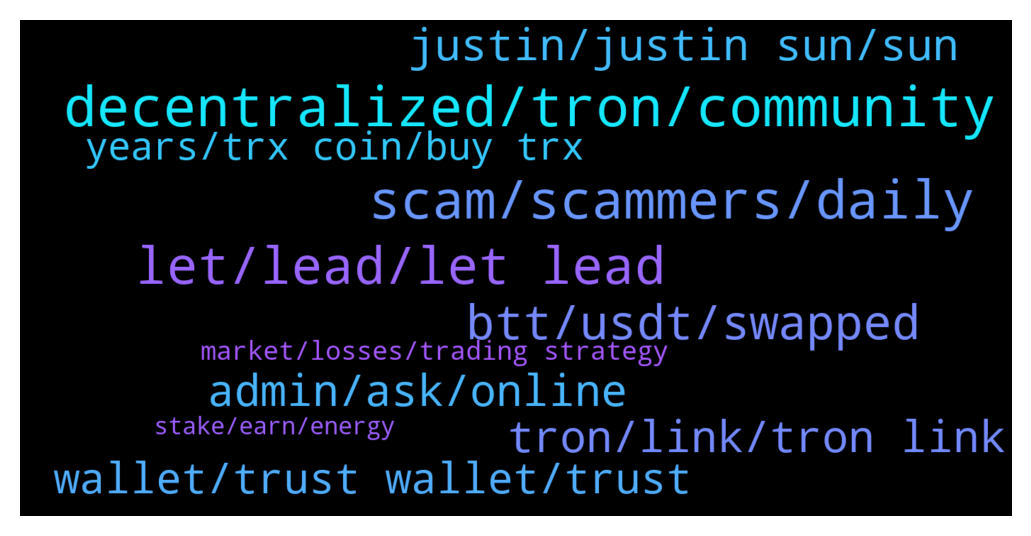 justin/justin sun/sun
decentralized/tron/community
years/trx coin/buy trx
scam/scammers/daily
let/lead/let lead
btt/usdt/swapped
market/losses/trading strategy
admin/ask/online
stake/earn/energy
tron/link/tron link
wallet/trust wallet/trust